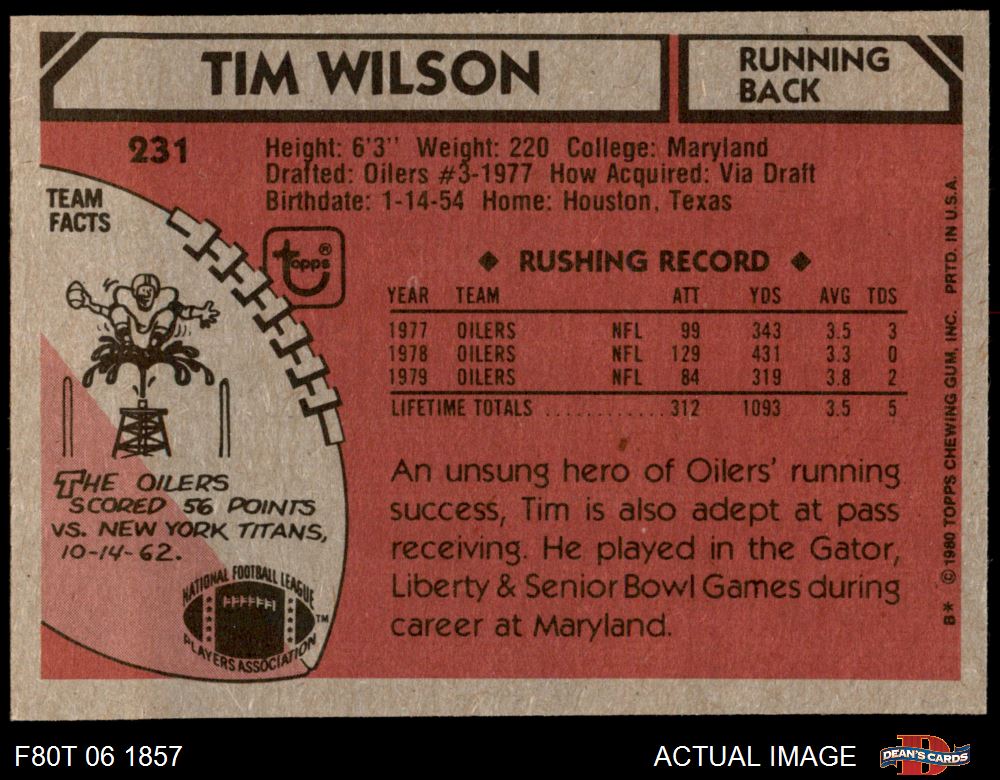 TIM WILSON
RUNNING
BACK
231
Height: 6'3'' Weight: 220 College: Maryland
Drafted: Oilers #3-1977 How Acquired: Via Draft
Birthdate: 1-14-54 Home: Houston, Texas
TEAM
FACTS
topps®
◆ RUSHING RECORD ◆
YEAR TEAM ATT YDS AVG TDS
1977 OILERS NFL 99 343 3.5 3
1978 OILERS NFL 129 431 3.3 0
1979 OILERS NFL 84 319 3.8 2
LIFETIME TOTALS ............ 312 1093 3.5 5
THE OILERS
SCORED 56 POINTS
VS. NEW YORK TITANS,
10-14-62.
An unsung hero of Oilers' running
success, Tim is also adept at pass
receiving. He played in the Gator,
Liberty & Senior Bowl Games during
career at Maryland.
NATIONAL FOOTBALL LEAGUE
PLAYERS ASSOCIATION
TM
B* © 1980 TOPPS CHEWING GUM, INC. PRTD. IN U.S.A.
F80T 06 1857
ACTUAL IMAGE
D
DEAN'S CARDS